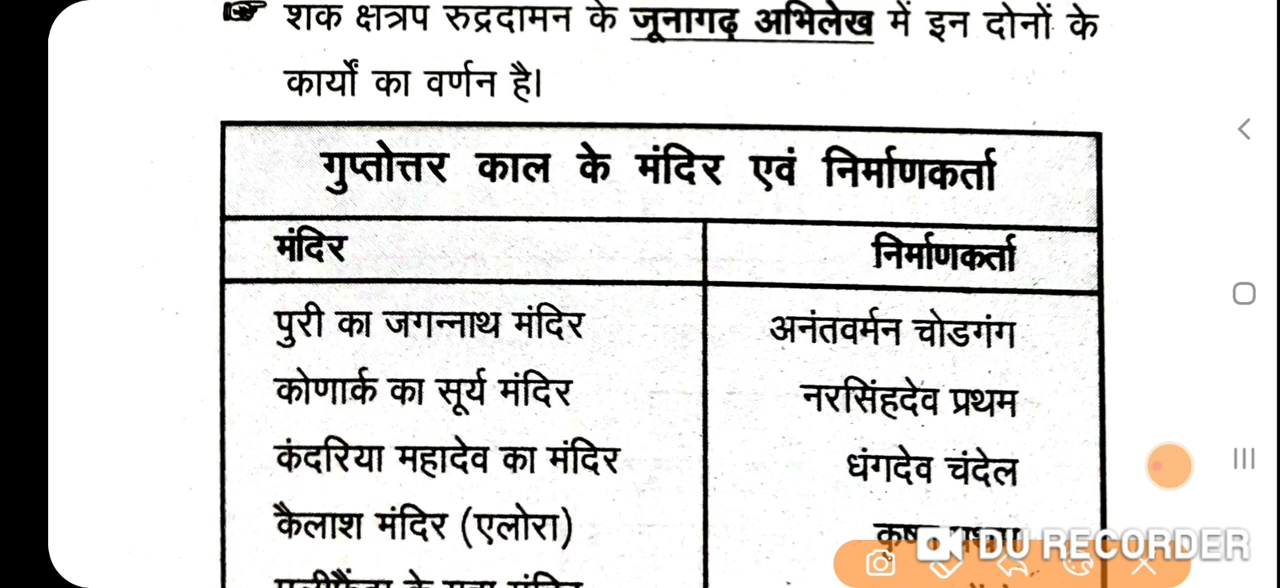 ☞ शक क्षत्रप रुद्रदामन के जूनागढ़ अभिलेख में इन दोनों के
कार्यों का वर्णन है।
गुप्तोत्तर काल के मंदिर एवं निर्माणकर्ता
मंदिर निर्माणकर्ता
पुरी का जगन्नाथ मंदिर अनंतवर्मन चोडगंग
कोणार्क का सूर्य मंदिर नरसिंहदेव प्रथम
कंदरिया महादेव का मंदिर धंगदेव चंदेल
कैलाश मंदिर (एलोरा)
DU RECORDER